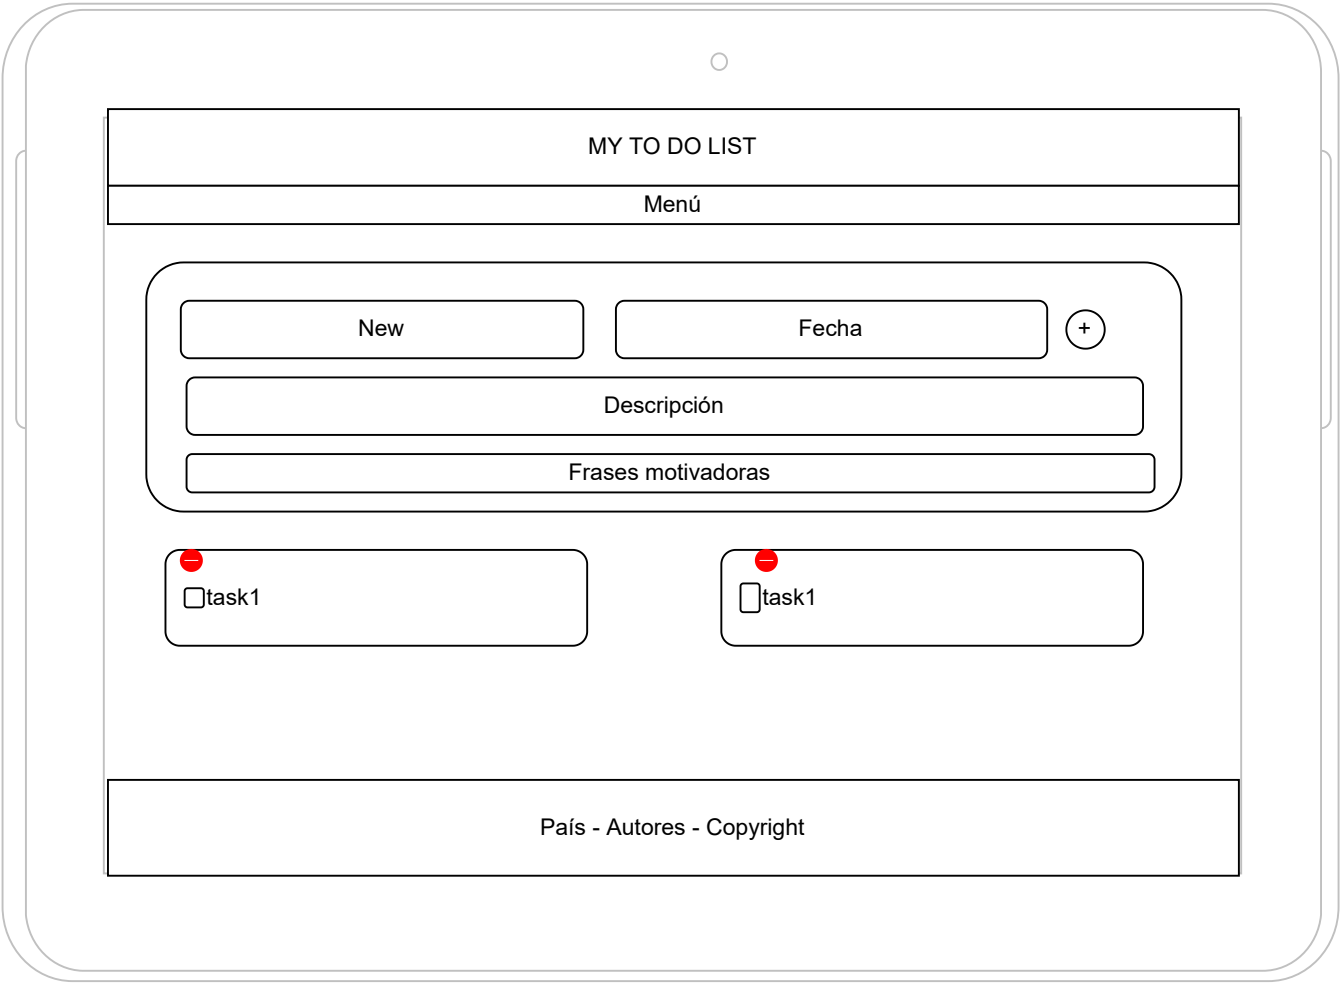 MY TO DO LIST
Menú
New
Fecha
+
Descripción
Frases motivadoras
task1
task1
País - Autores - Copyright